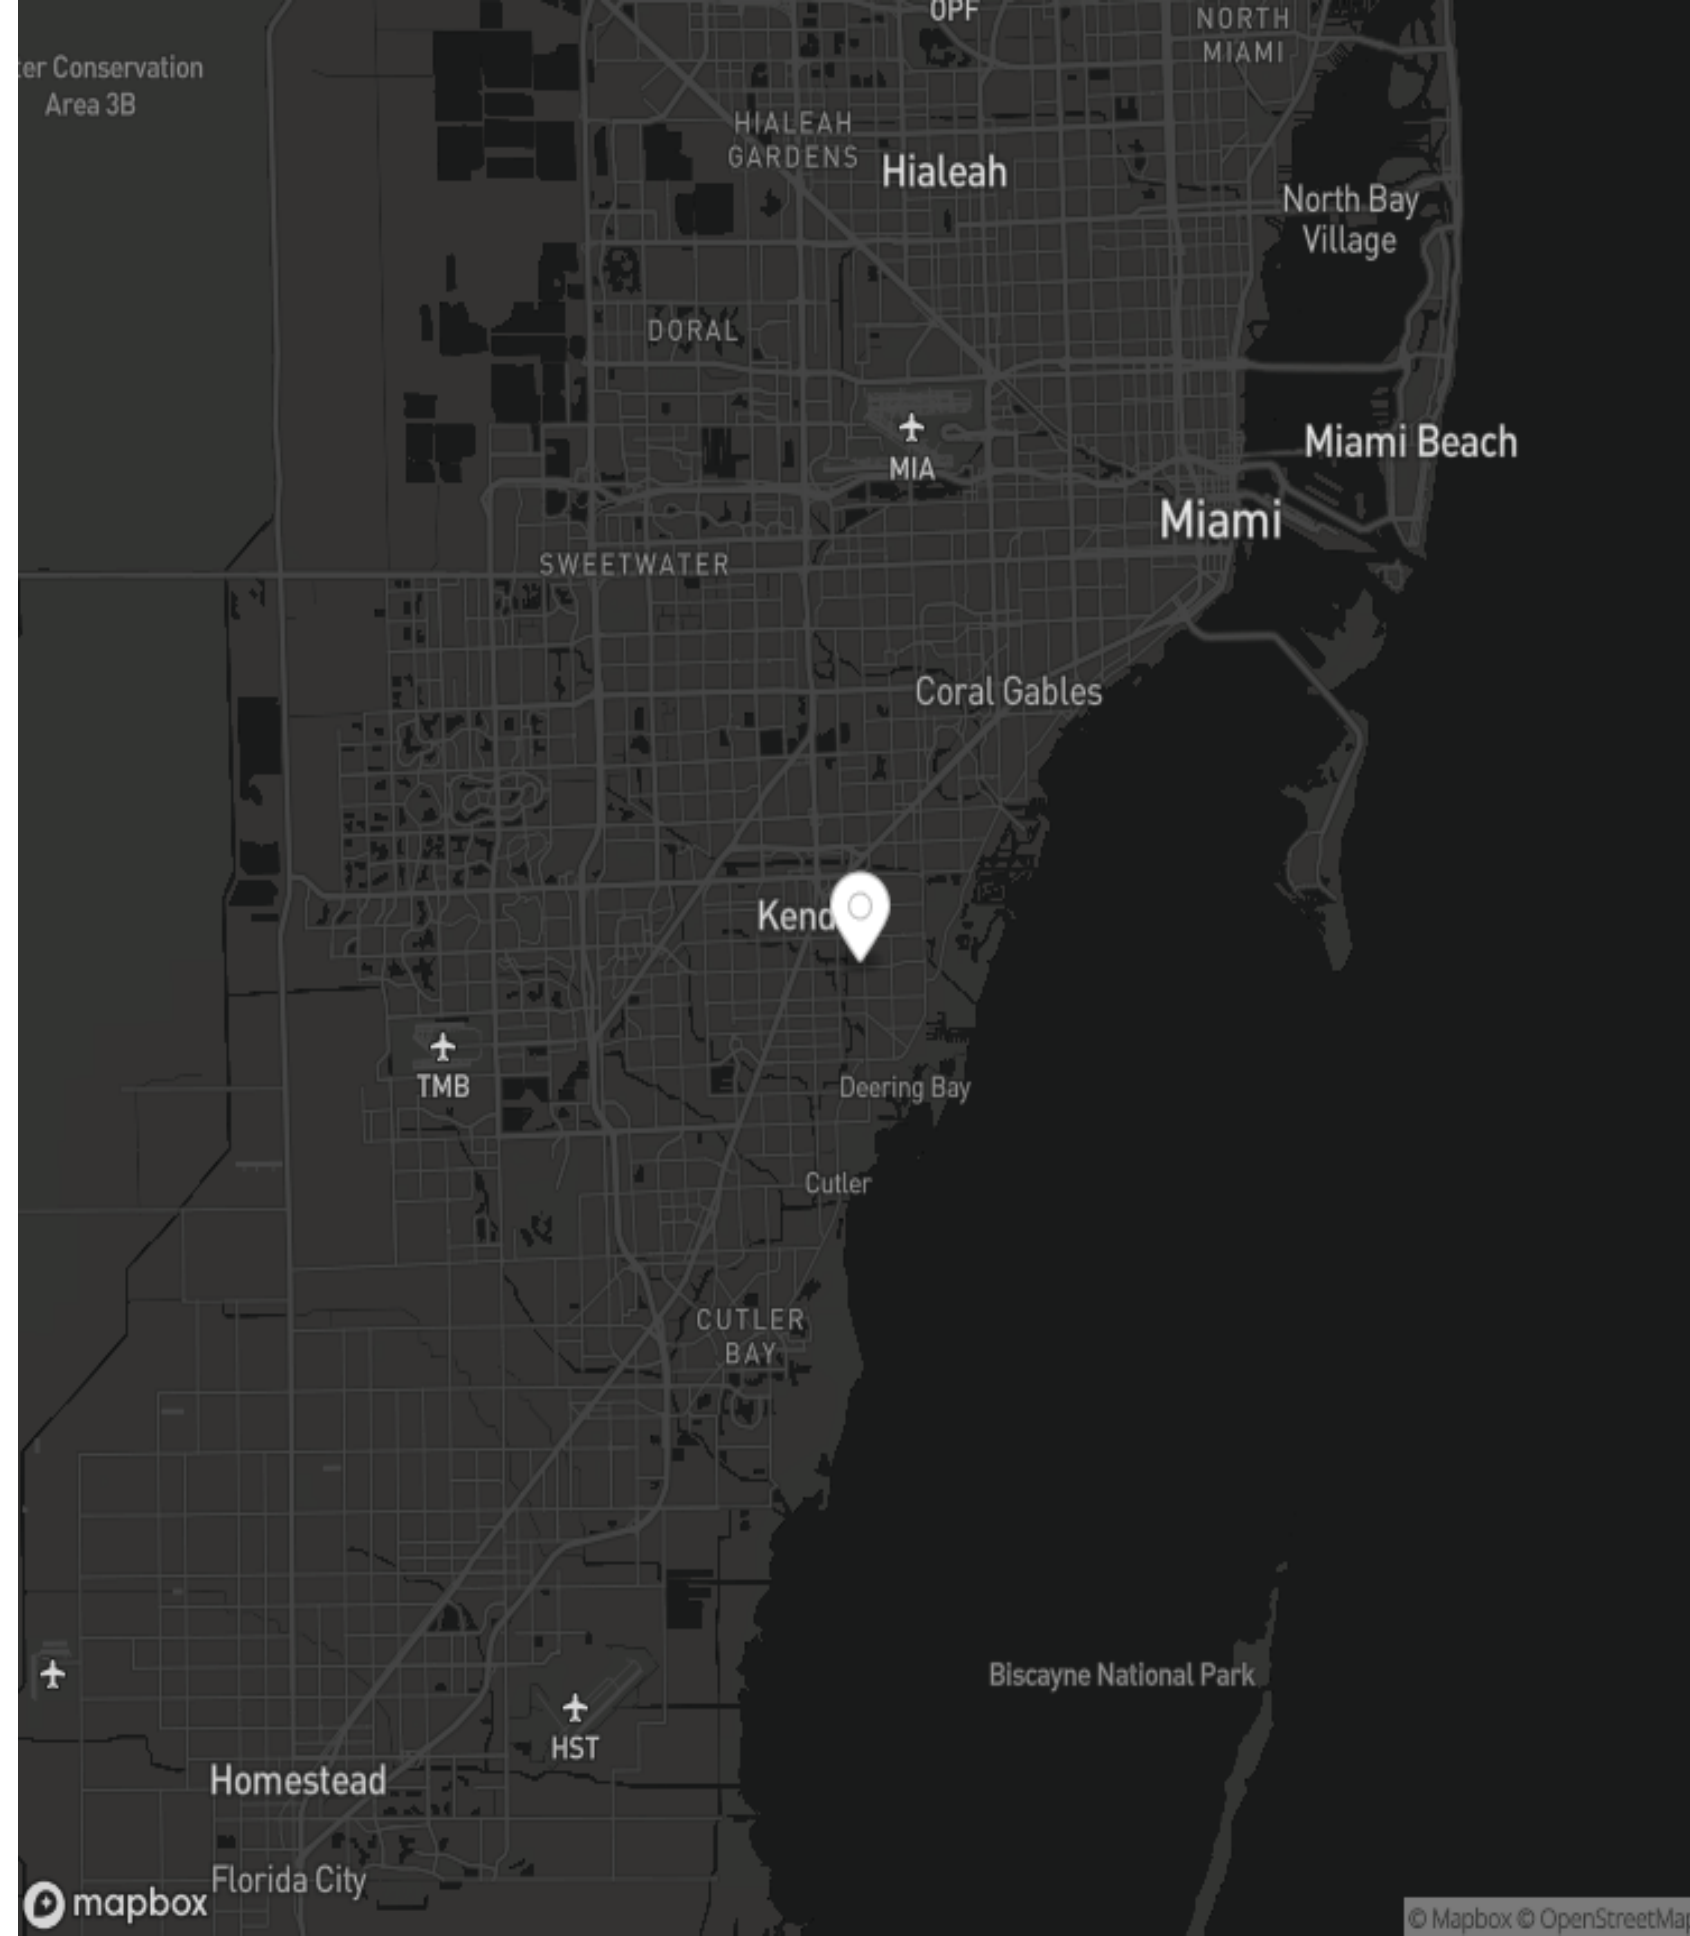 OPF
NORTH
MIAMI
ter Conservation
Area 3B
HIALEAH
GARDENS
Hialeah
North Bay
Village
DORAL
MIA
Miami Beach
Miami
SWEETWATER
Coral Gables
Kend
TMB
Deering Bay
Cutler
CUTLER
BAY
Biscayne National Park
HST
Homestead
Florida City
mapbox
© Mapbox © OpenStreetMap